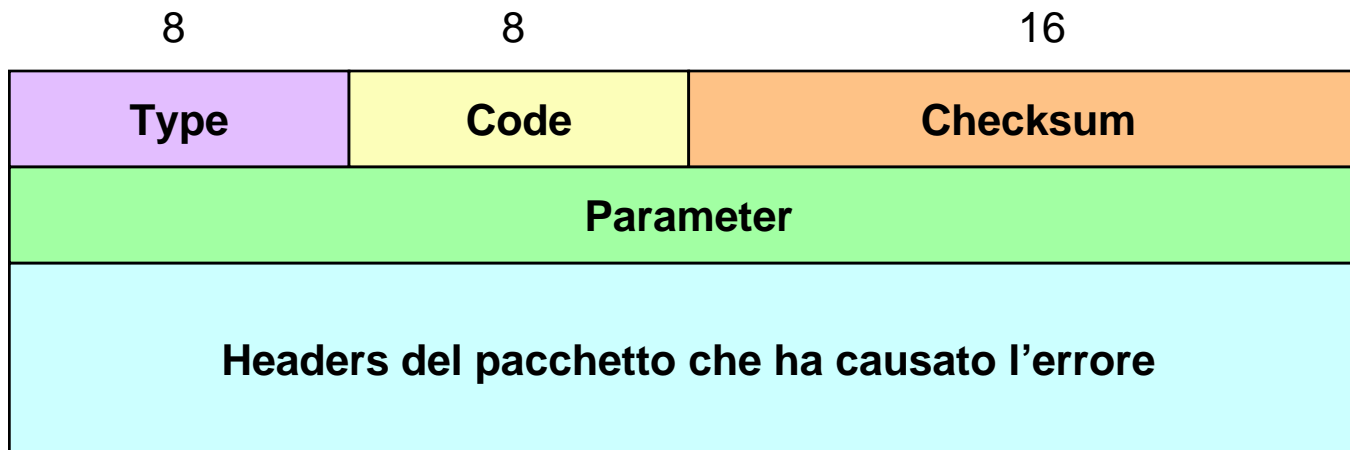 8 8 16
Type Code Checksum
Parameter
Headers del pacchetto che ha causato l’errore